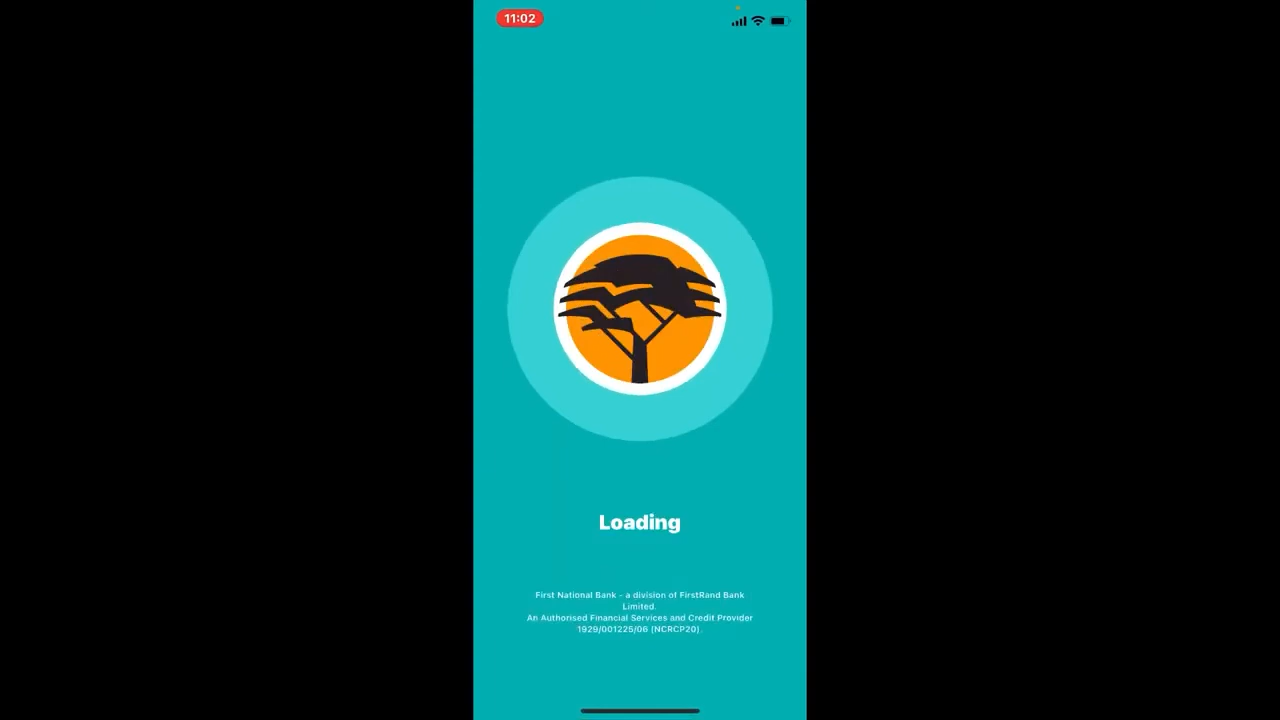 11:02
Loading
First National Bank - a division of FirstRand Bank
Limited.
An Authorised Financial Services and Credit Provider
1929/001225/06 (NCRCP20).